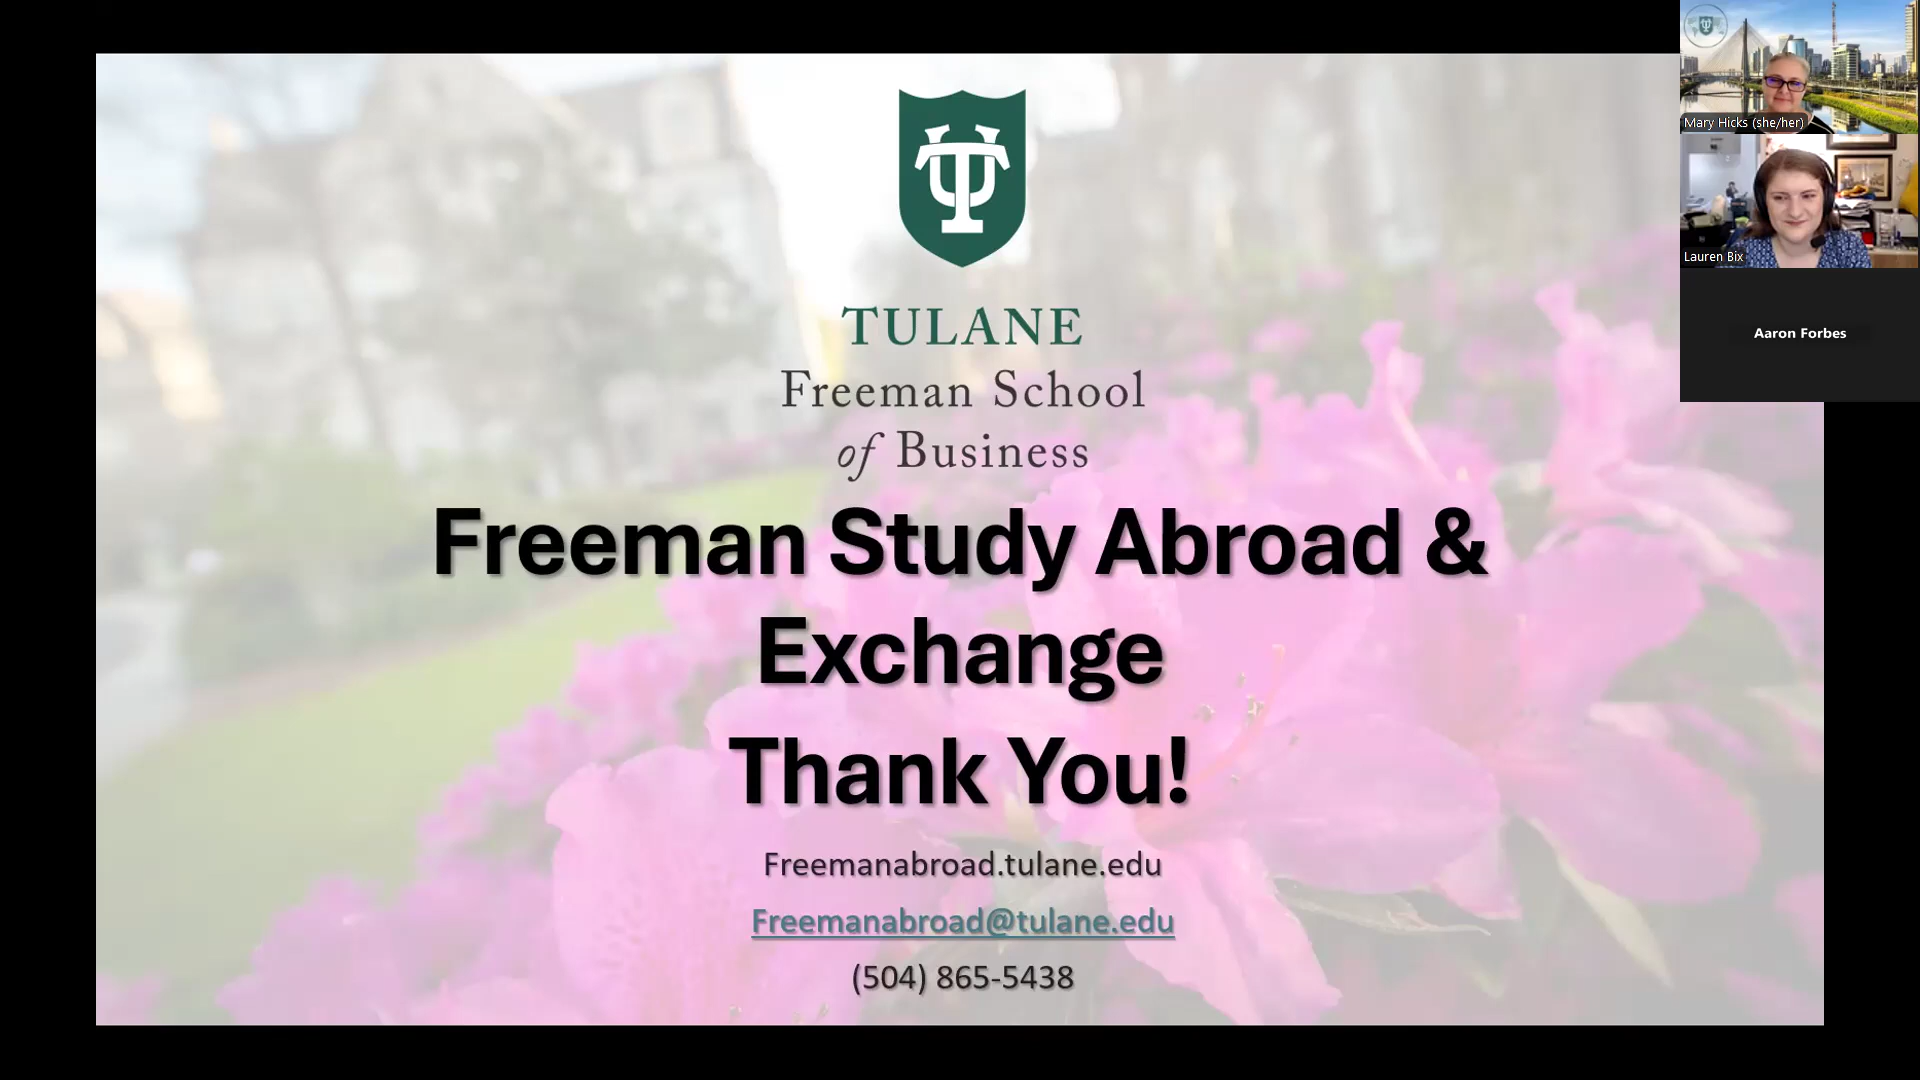 TULANE
Freeman School
of Business
Freeman Study Abroad &
Exchange
Thank You!
Freemanabroad.tulane.edu
Freemanabroad@tulane.edu
(504) 865-5438
Mary Hicks (she/her)
Lauren Bix
Aaron Forbes